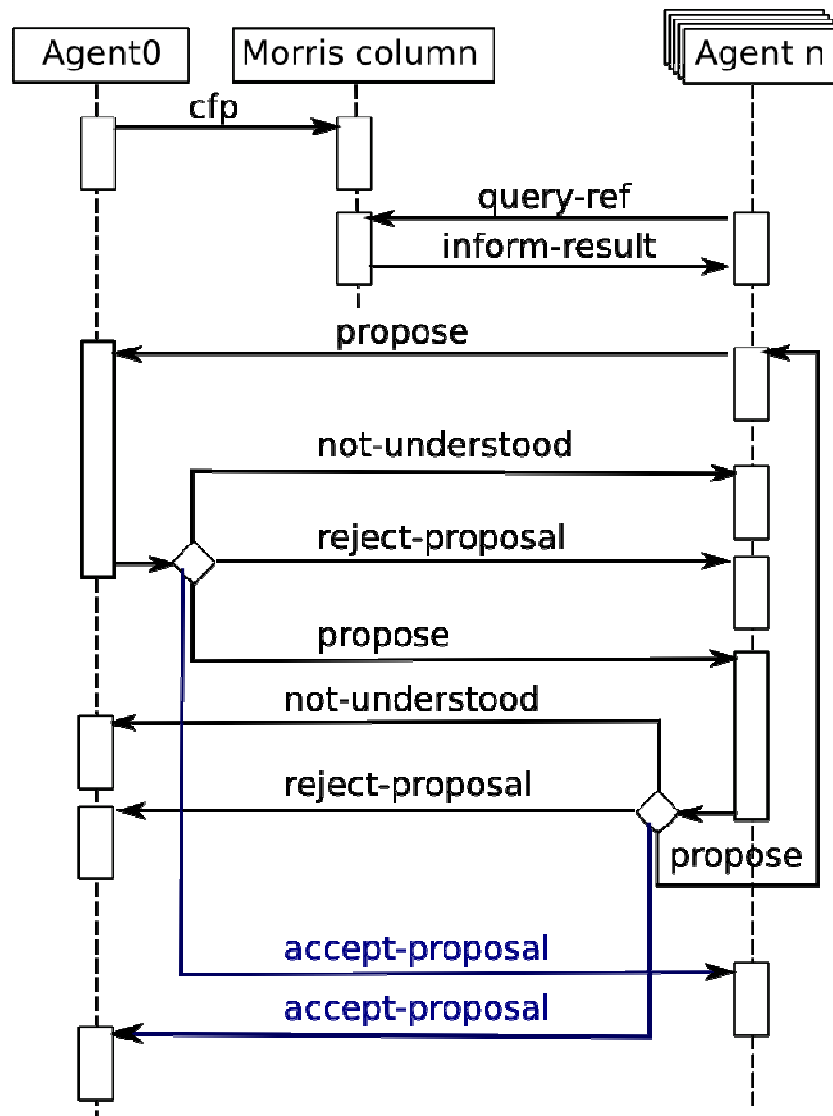 Agent0
Morris column
Agent n
cfp
query-ref
inform-result
propose
not-understood
reject-proposal
propose
not-understood
reject-proposal
propose
accept-proposal
accept-proposal